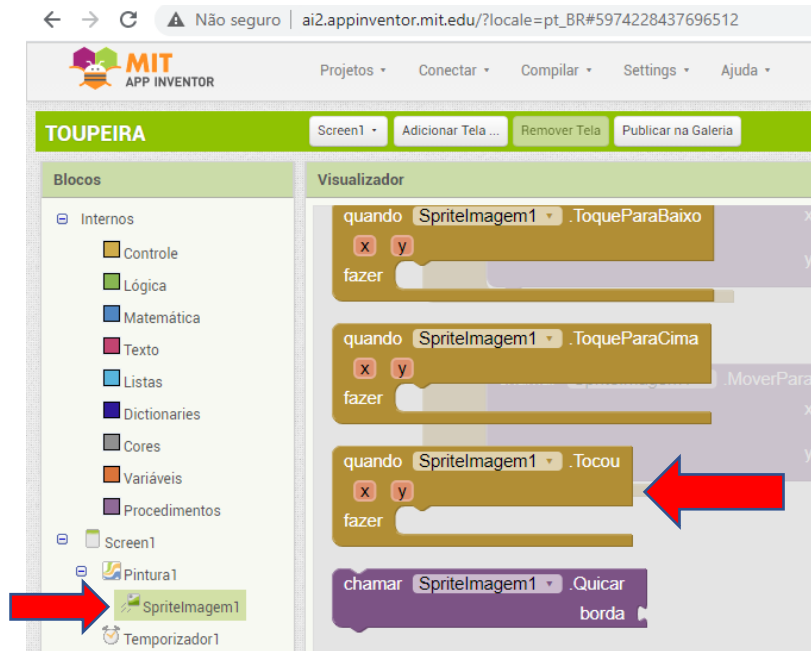 Não seguro | ai2.appinventor.mit.edu/?locale=pt_BR#5974228437696512
MIT
APP INVENTOR
Projetos Conectar Compilar Settings Ajuda
TOUPEIRA
Screen1 Adicionar Tela ... Remover Tela Publicar na Galeria
Blocos
Internos
Controle
Lógica
Matemática
Texto
Listas
Dictionaries
Cores
Variáveis
Procedimentos
Screen1
Pintura1
SpriteImagem1
Temporizador1
Visualizador
quando SpriteImagem1 .ToqueParaBaixo
x y
fazer
quando SpriteImagem1 .ToqueParaCima
x y
fazer
quando SpriteImagem1 .Tocou
x y
fazer
chamar SpriteImagem1 .Quicar
borda
x
y
.MoverPara
x
y